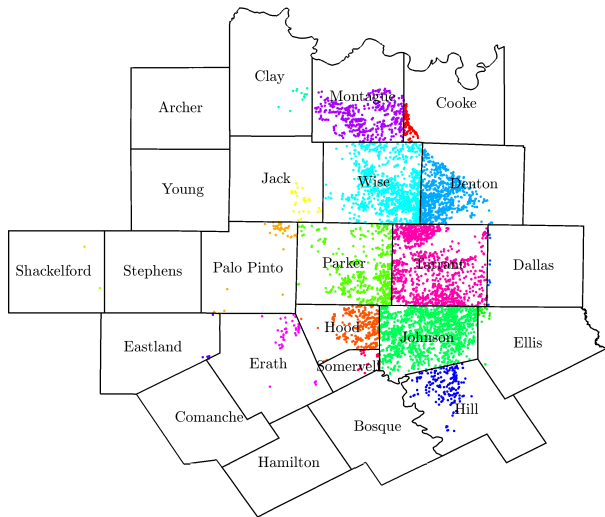 Clay
Montague
Cooke
Archer
Jack
Wise
Denton
Young
Shackelford
Stephens
Palo Pinto
Parker
Tarrant
Dallas
Eastland
Erath
Hood
Johnson
Ellis
Somervell
Comanche
Bosque
Hill
Hamilton